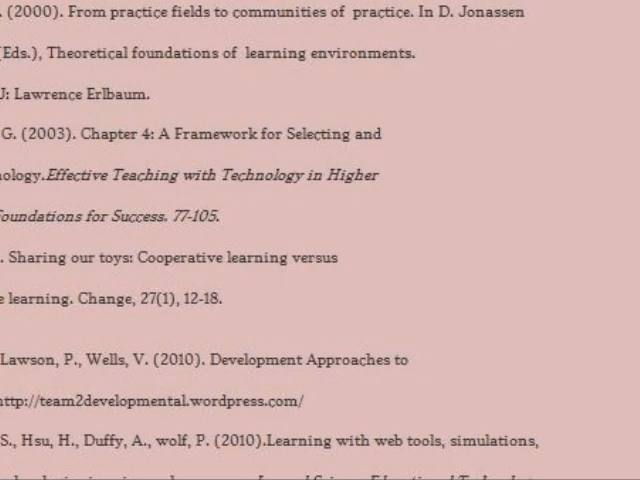 . (2000). From practice fields to communities of practice. In D. Jonassen
(Eds.), Theoretical foundations of learning environments.
J: Lawrence Erlbaum.
G. (2003). Chapter 4: A Framework for Selecting and
nology.Effective Teaching with Technology in Higher
Foundations for Success. 77-105.
. Sharing our toys: Cooperative learning versus
e learning. Change, 27(1), 12-18.
Lawson, P., Wells, V. (2010). Development Approaches to
http://team2developmental.wordpress.com/
S., Hsu, H., Duffy, A., wolf, P. (2010).Learning with web tools, simulations,